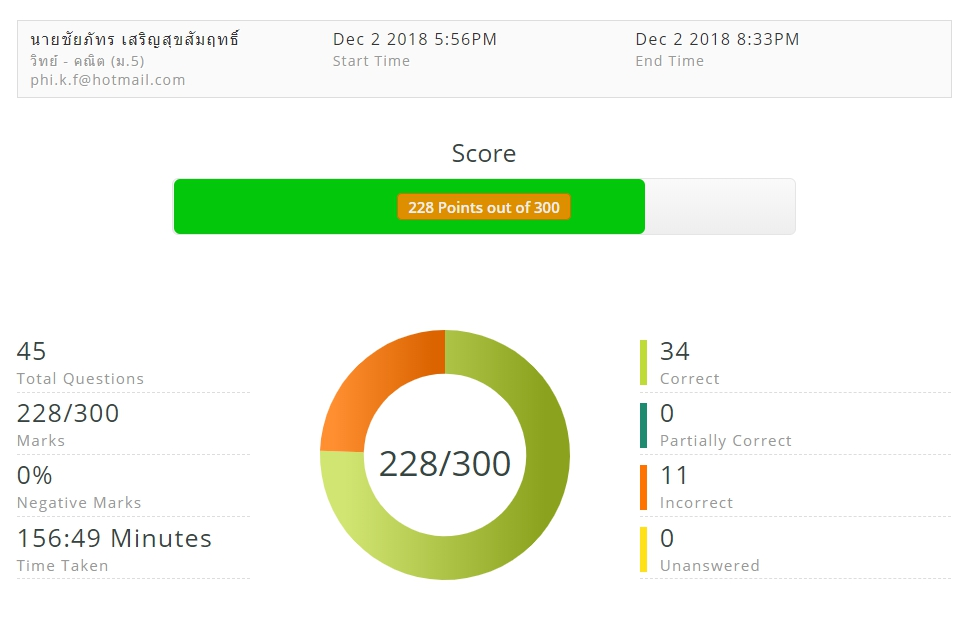 นายชัยภัทร เสริญสุขสัมฤทธิ์
วิทย์ - คณิต (ม.5)
phi.k.f@hotmail.com
Dec 2 2018 5:56PM
Start Time
Dec 2 2018 8:33PM
End Time
Score
228 Points out of 300
45
Total Questions
228/300
Marks
0%
Negative Marks
156:49 Minutes
Time Taken
228/300
34
Correct
0
Partially Correct
11
Incorrect
0
Unanswered